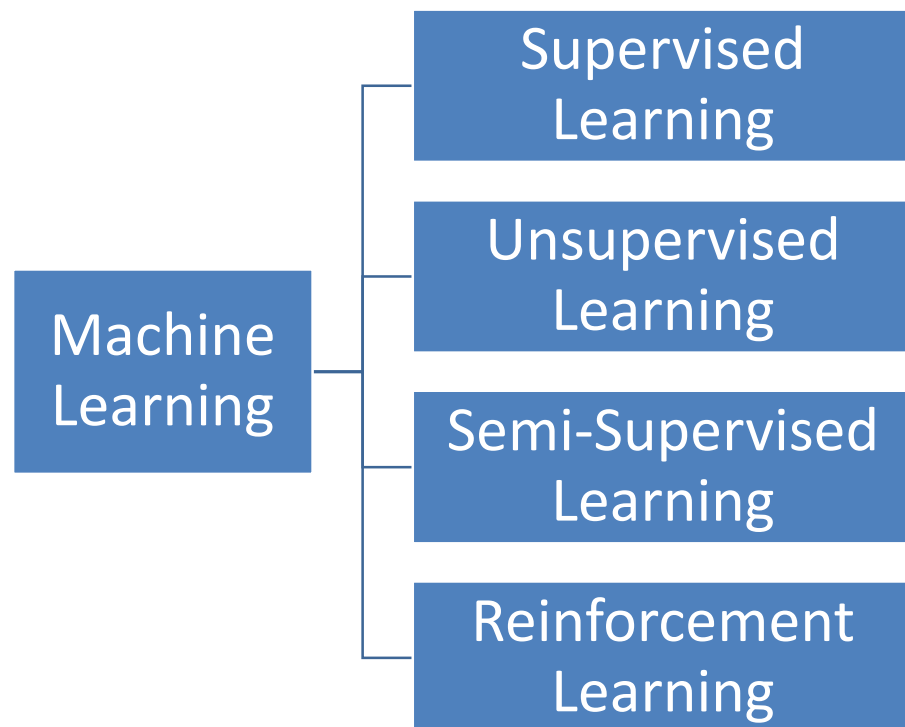 Machine
Learning
Supervised
Learning
Unsupervised
Learning
Semi-Supervised
Learning
Reinforcement
Learning